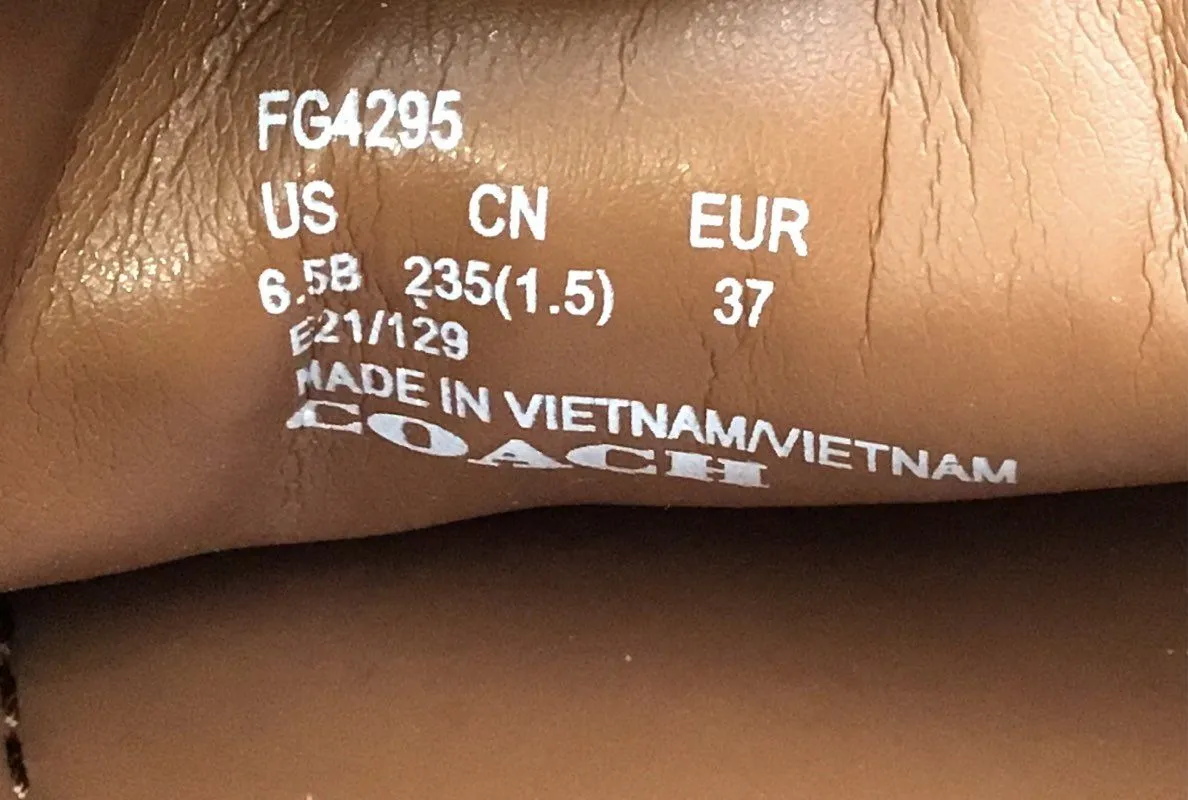 FG4295
US CN EUR
6.5B 235(1.5) 37
E21/129
MADE IN VIETNAM/VIETNAM
COACH